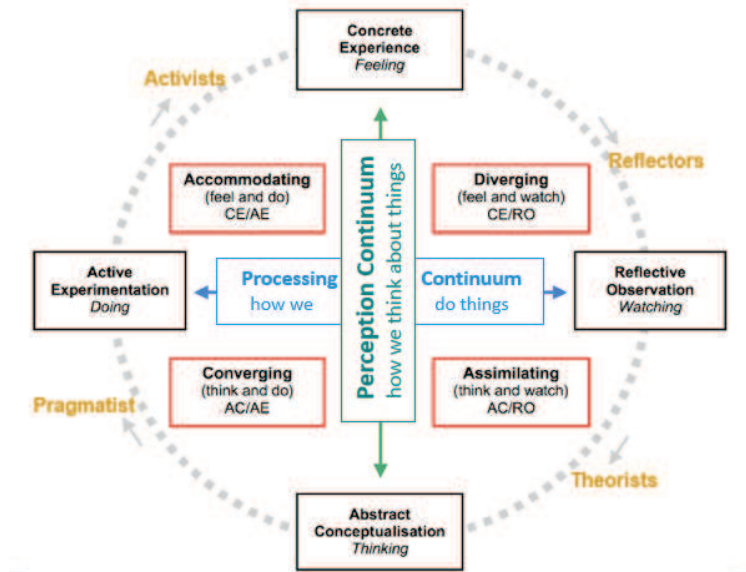 Concrete
Experience
Feeling
Activists
Reflectors
Accommodating
(feel and do)
CE/AE
Diverging
(feel and watch)
CE/RO
Perception Continuum
how we think about things
Active
Experimentation
Doing
Processing
how we
Continuum
do things
Reflective
Observation
Watching
Converging
(think and do)
AC/AE
Assimilating
(think and watch)
AC/RO
Pragmatist
Theorists
Abstract
Conceptualisation
Thinking